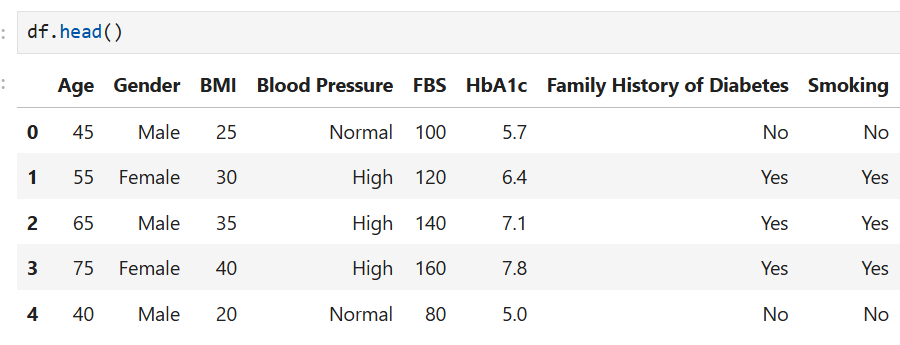 : df.head()
: Age Gender BMI Blood Pressure FBS HbA1c Family History of Diabetes Smoking
0 45 Male 25 Normal 100 5.7 No No
1 55 Female 30 High 120 6.4 Yes Yes
2 65 Male 35 High 140 7.1 Yes Yes
3 75 Female 40 High 160 7.8 Yes Yes
4 40 Male 20 Normal 80 5.0 No No